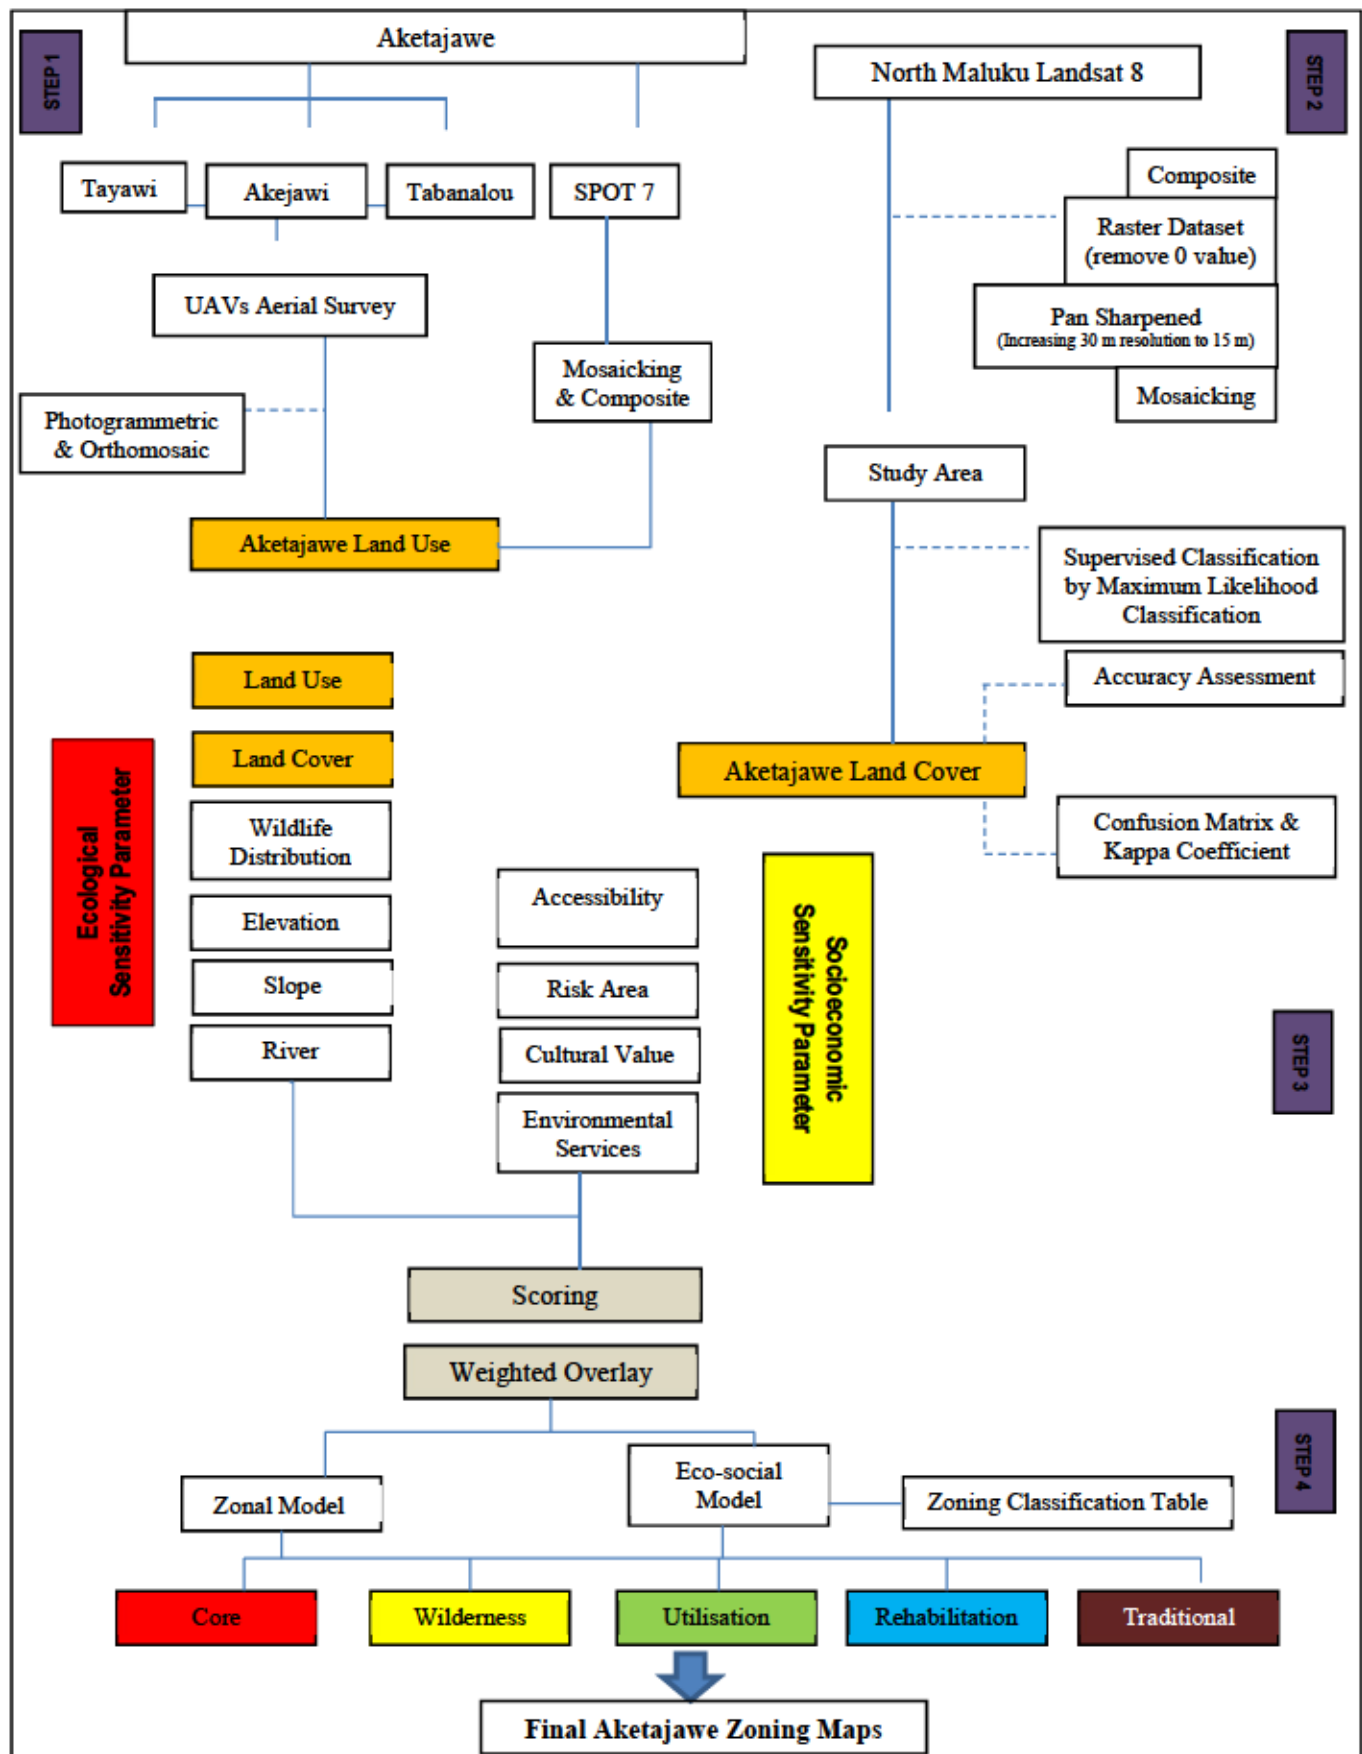 STEP 1
Aketajawe
North Maluku Landsat 8
STEP 2
Tayawi
Akejawi
Tabanalou
SPOT 7
Composite
Raster Dataset
(remove 0 value)
Pan Sharpened
(Increasing 30 m resolution to 15 m)
Mosaicking
UAVs Aerial Survey
Mosaicking
& Composite
Photogrammetric
& Orthomosaic
Study Area
Aketajawe Land Use
Supervised Classification
by Maximum Likelihood
Classification
Accuracy Assessment
Aketajawe Land Cover
Confusion Matrix &
Kappa Coefficient
Ecological
Sensitivity Parameter
Land Use
Land Cover
Wildlife
Distribution
Elevation
Slope
River
Accessibility
Risk Area
Cultural Value
Environmental
Services
Socioeconomic
Sensitivity Parameter
STEP 3
Scoring
Weighted Overlay
STEP 4
Zonal Model
Eco-social
Model
Zoning Classification Table
Core
Wilderness
Utilisation
Rehabilitation
Traditional
Final Aketajawe Zoning Maps